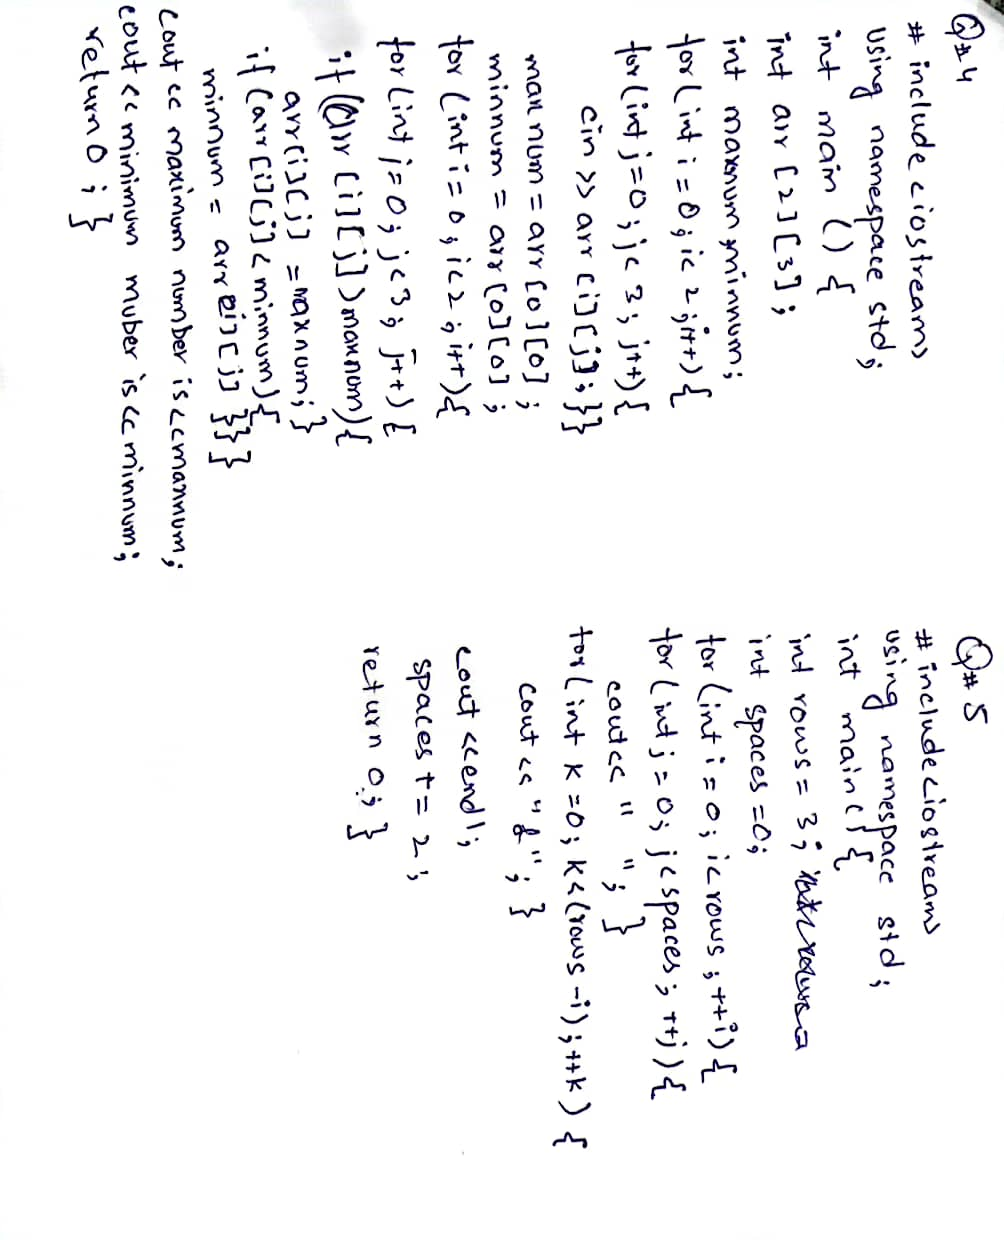 Q#4
# include <iostream>
using namespace std;
int main () {
int arr [2][3];
int maxnum, minnum;
for (int i = 0; i< 2; i++) {
for (int j=0; j< 3; j++) {
cin >> arr [i][j]; }}
maxnum = arr [0][0];
minnum = arr [0][0];
for (int i = 0; i<2; i++) {
for (int j=0; j<3; j++) {
if (arr [i][j] > maxnum) {
arr[i][j] = maxnum; }
if (arr [i][j] < minnum) {
minnum = arr [i][j] }}}
cout << maximum number is << maxnum;
cout << minimum muber is << minnum;
return 0; }
Q#5
# include <iostream>
using namespace std;
int main() {
int rows = 3;
int spaces =0;
for (int i = 0; i< rows ; ++i) {
for (int j = 0; j< spaces; ++j) {
cout<< " "; }
for (int k =0; k< (rows -i); ++k) {
cout << " "; }
cout <<endl;
spaces += 2;
return 0; }